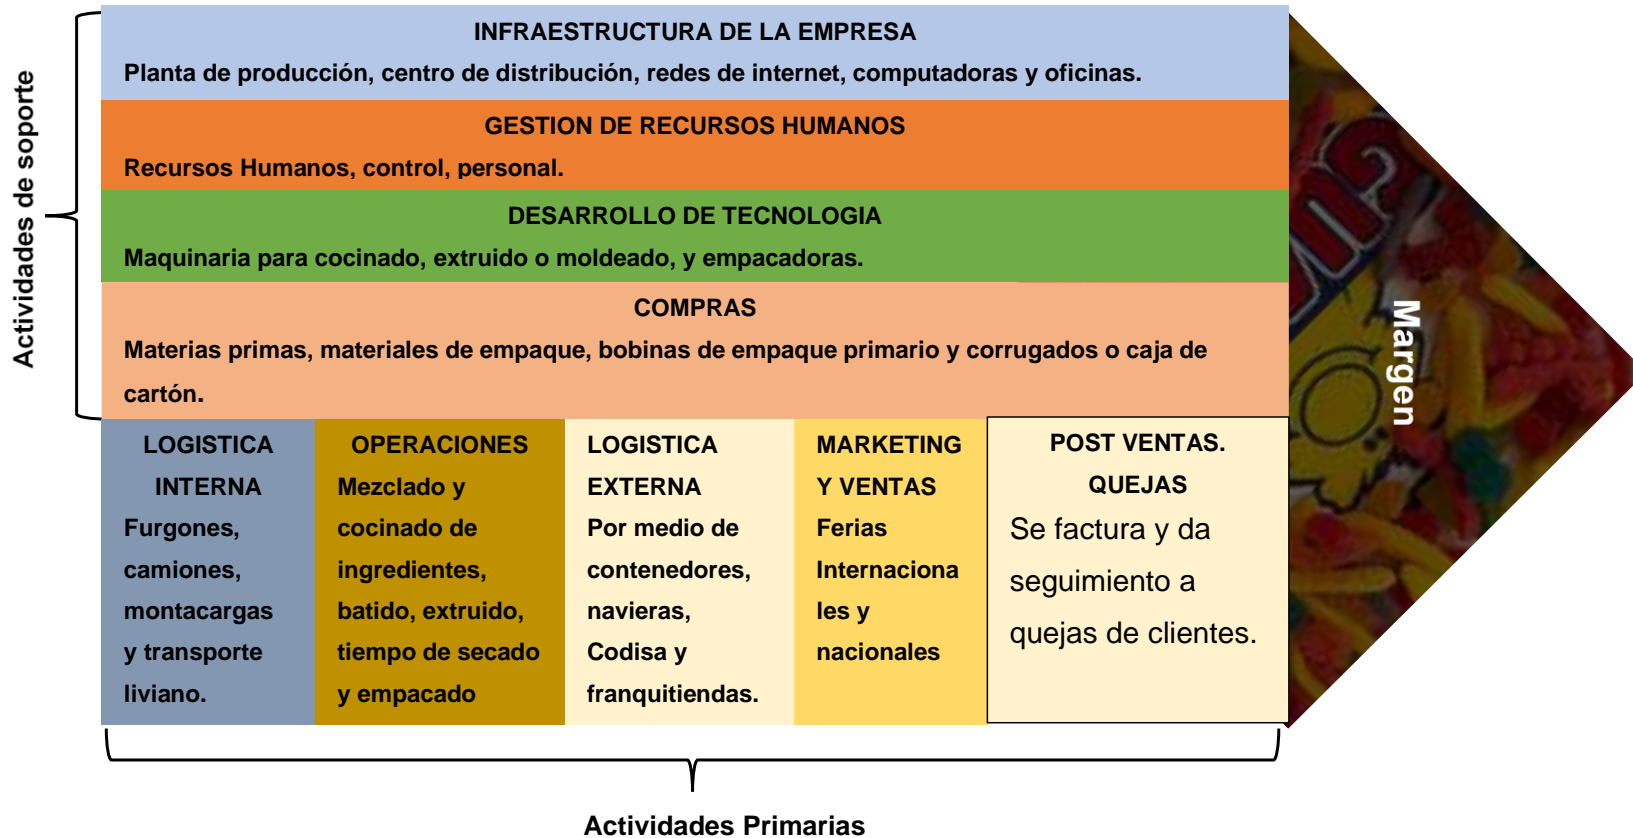 Actividades de soporte
INFRAESTRUCTURA DE LA EMPRESA
Planta de producción, centro de distribución, redes de internet, computadoras y oficinas.
GESTION DE RECURSOS HUMANOS
Recursos Humanos, control, personal.
DESARROLLO DE TECNOLOGIA
Maquinaria para cocinado, extruido o moldeado, y empacadoras.
COMPRAS
Materias primas, materiales de empaque, bobinas de empaque primario y corrugados o caja de
cartón.
LOGISTICA
INTERNA
Furgones,
camiones,
montacargas
y transporte
liviano.
OPERACIONES
Mezclado y
cocinado de
ingredientes,
batido, extruido,
tiempo de secado
y empacado
LOGISTICA
EXTERNA
Por medio de
contenedores,
navieras,
Codisa y
franquitiendas.
MARKETING
Y VENTAS
Ferias
Internaciona
les y
nacionales
POST VENTAS.
QUEJAS
Se factura y da
seguimiento a
quejas de clientes.
Margen
Actividades Primarias